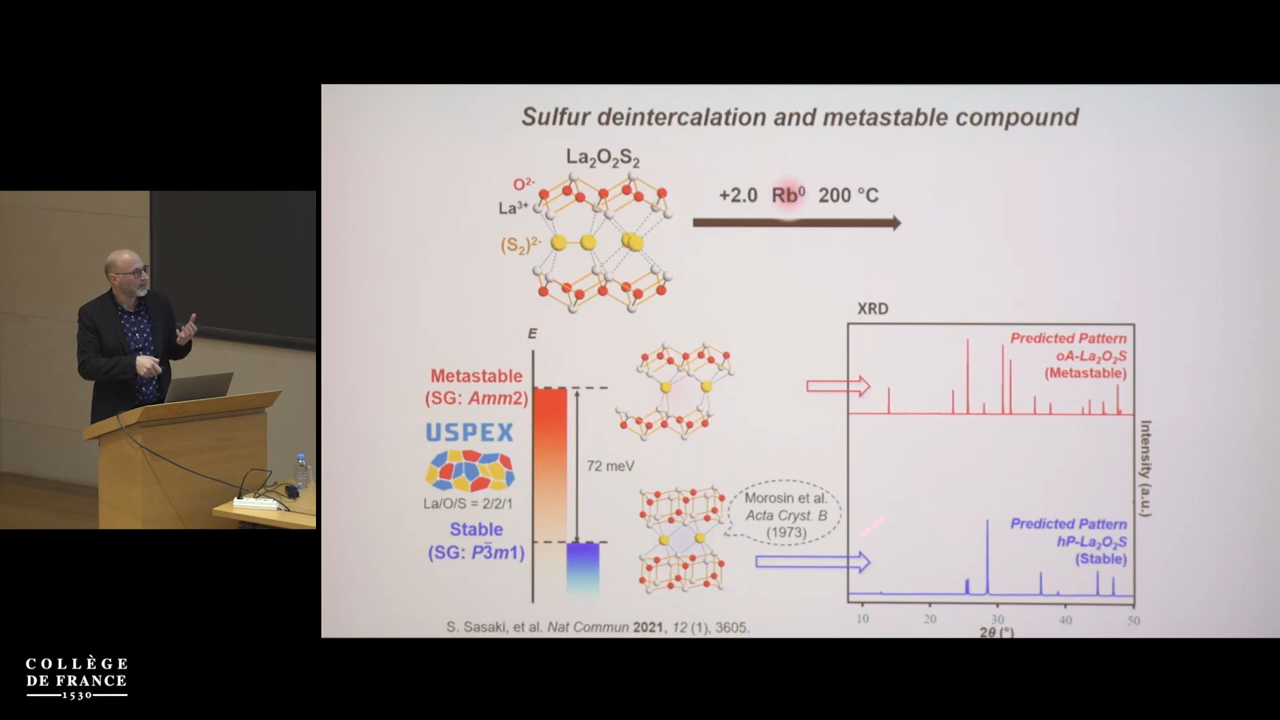 Sulfur deintercalation and metastable compound
La₂O₂S₂
O²⁻
La³⁺
(S₂)²⁻
+2.0 Rb⁰ 200 °C
XRD
E
Metastable
(SG: Amm2)
USPEX
La/O/S = 2/2/1
Stable
(SG: P3̅m1)
72 meV
Morosin et al.
Acta Cryst. B
(1973)
Predicted Pattern
oA-La₂O₂S
(Metastable)
Predicted Pattern
hP-La₂O₂S
(Stable)
Intensity (a.u.)
10 20 30 40 50
2θ (°)
S. Sasaki, et al. Nat Commun 2021, 12 (1), 3605.
COLLÈGE
DE FRANCE
1530